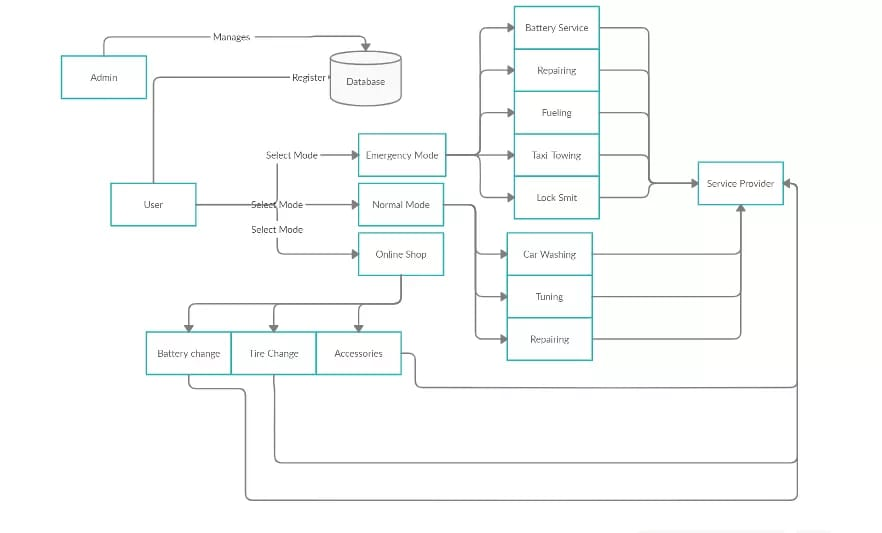 Manages
Battery Service
Admin
Database
Register
Repairing
Fueling
Select Mode
Emergency Mode
Taxi Towing
Service Provider
User
Select Mode
Normal Mode
Lock Smit
Select Mode
Online Shop
Car Washing
Tuning
Repairing
Battery change
Tire Change
Accessories